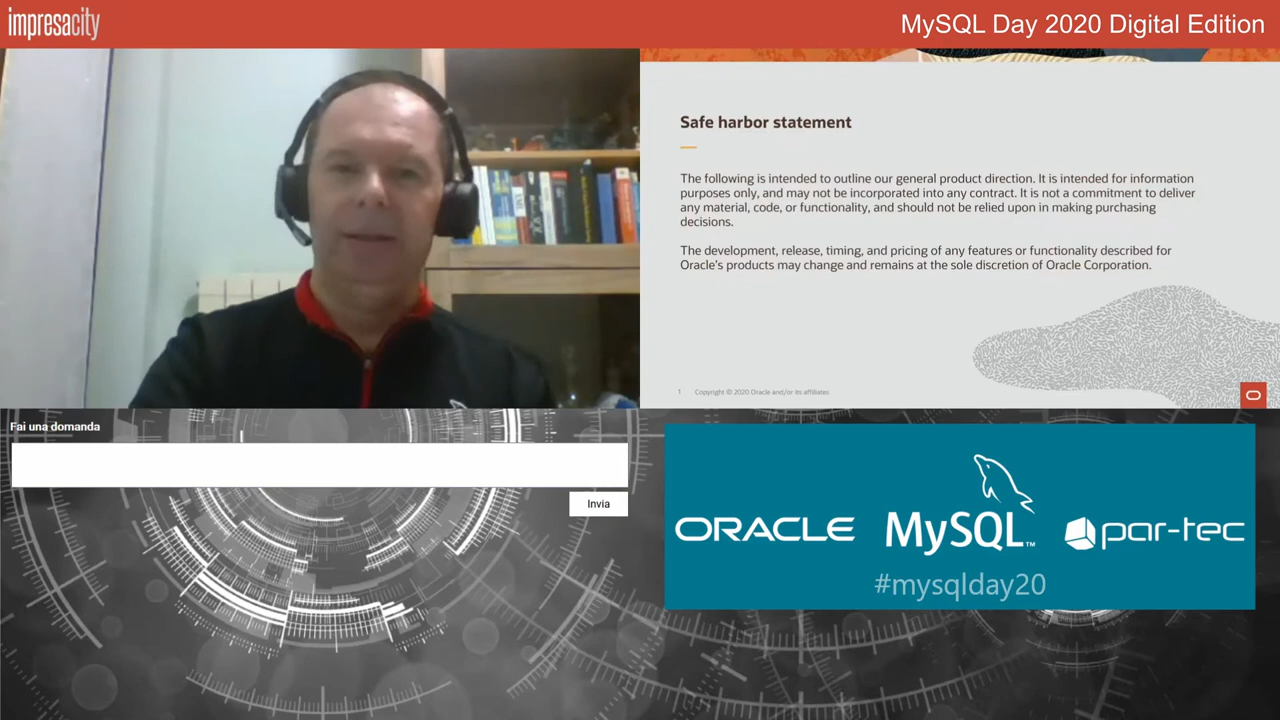 impresacity
MySQL Day 2020 Digital Edition
Safe harbor statement
The following is intended to outline our general product direction. It is intended for information
purposes only, and may not be incorporated into any contract. It is not a commitment to deliver
any material, code, or functionality, and should not be relied upon in making purchasing
decisions.
The development, release, timing, and pricing of any features or functionality described for
Oracle's products may change and remains at the sole discretion of Oracle Corporation.
1 Copyright © 2020 Oracle and/or its affiliates
Fai una domanda
Invia
ORACLE MySQL™ par-tec
#mysqlday20